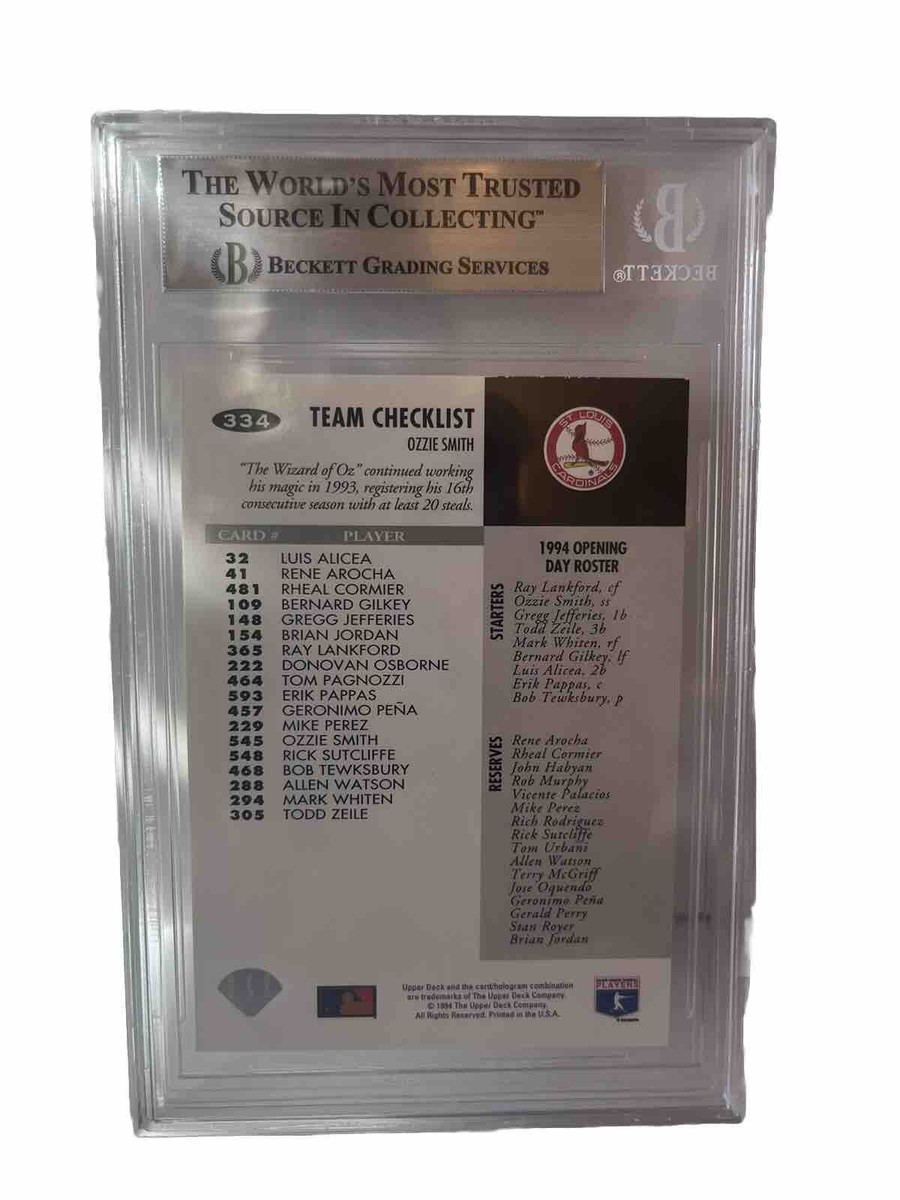 THE WORLD'S MOST TRUSTED
SOURCE IN COLLECTING™
B BECKETT GRADING SERVICES
B
BECKETT®
334 TEAM CHECKLIST
OZZIE SMITH
"The Wizard of Oz" continued working
his magic in 1993, registering his 16th
consecutive season with at least 20 steals.
ST. LOUIS
CARDINALS
CARD # PLAYER
32 LUIS ALICEA
41 RENE AROCHA
481 RHEAL CORMIER
109 BERNARD GILKEY
148 GREGG JEFFERIES
154 BRIAN JORDAN
365 RAY LANKFORD
222 DONOVAN OSBORNE
464 TOM PAGNOZZI
593 ERIK PAPPAS
457 GERONIMO PEÑA
229 MIKE PEREZ
545 OZZIE SMITH
548 RICK SUTCLIFFE
468 BOB TEWKSBURY
288 ALLEN WATSON
294 MARK WHITEN
305 TODD ZEILE
1994 OPENING
DAY ROSTER
STARTERS
Ray Lankford, cf
Ozzie Smith, ss
Gregg Jefferies, 1b
Todd Zeile, 3b
Mark Whiten, rf
Bernard Gilkey, lf
Luis Alicea, 2b
Erik Pappas, c
Bob Tewksbury, p
RESERVES
Rene Arocha
Rheal Cormier
John Habyan
Rob Murphy
Vicente Palacios
Mike Perez
Rich Rodriguez
Rick Sutcliffe
Tom Urbani
Allen Watson
Terry McGriff
Jose Oquendo
Geronimo Peña
Gerald Perry
Stan Royer
Brian Jordan
Upper Deck and the card/hologram combination
are trademarks of The Upper Deck Company.
© 1994 The Upper Deck Company.
All Rights Reserved. Printed in the U.S.A.
PLAYERS